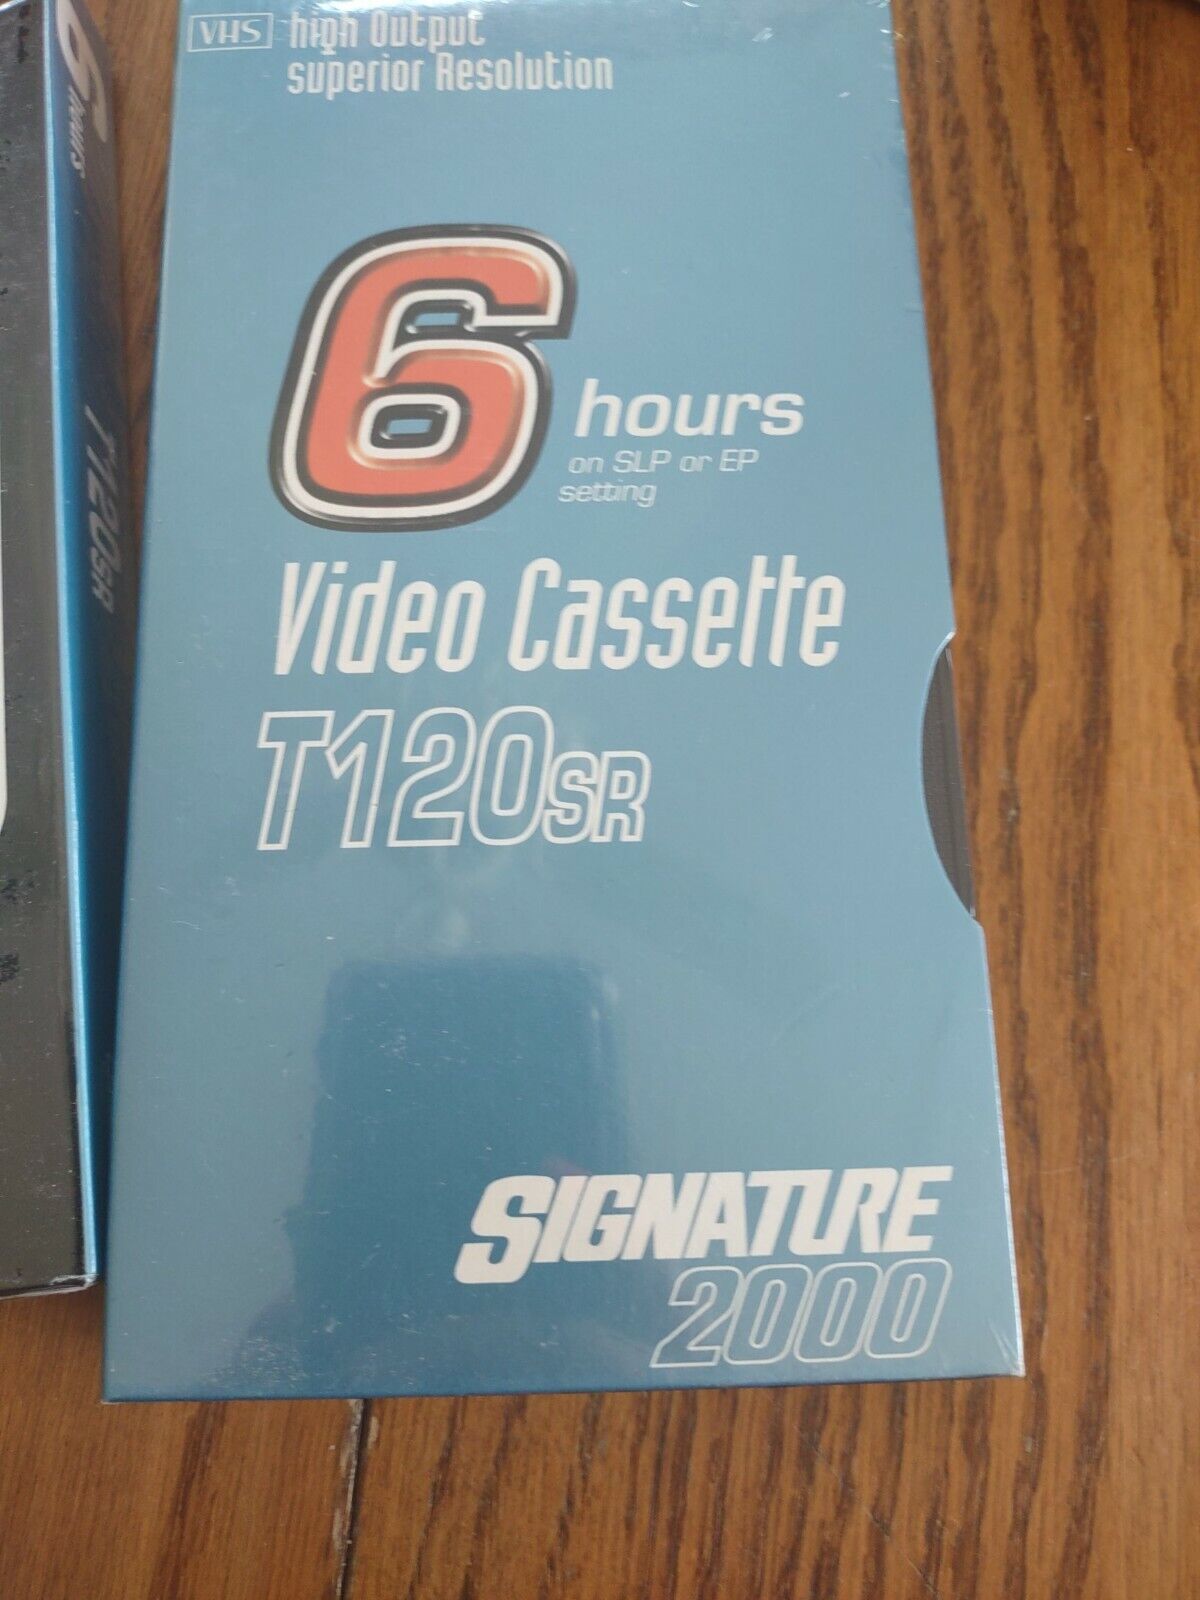 VHS high Output
superior Resolution
6 hours
on SLP or EP
setting
Video Cassette
T120SR
SIGNATURE
2000
6 hours
T120SR